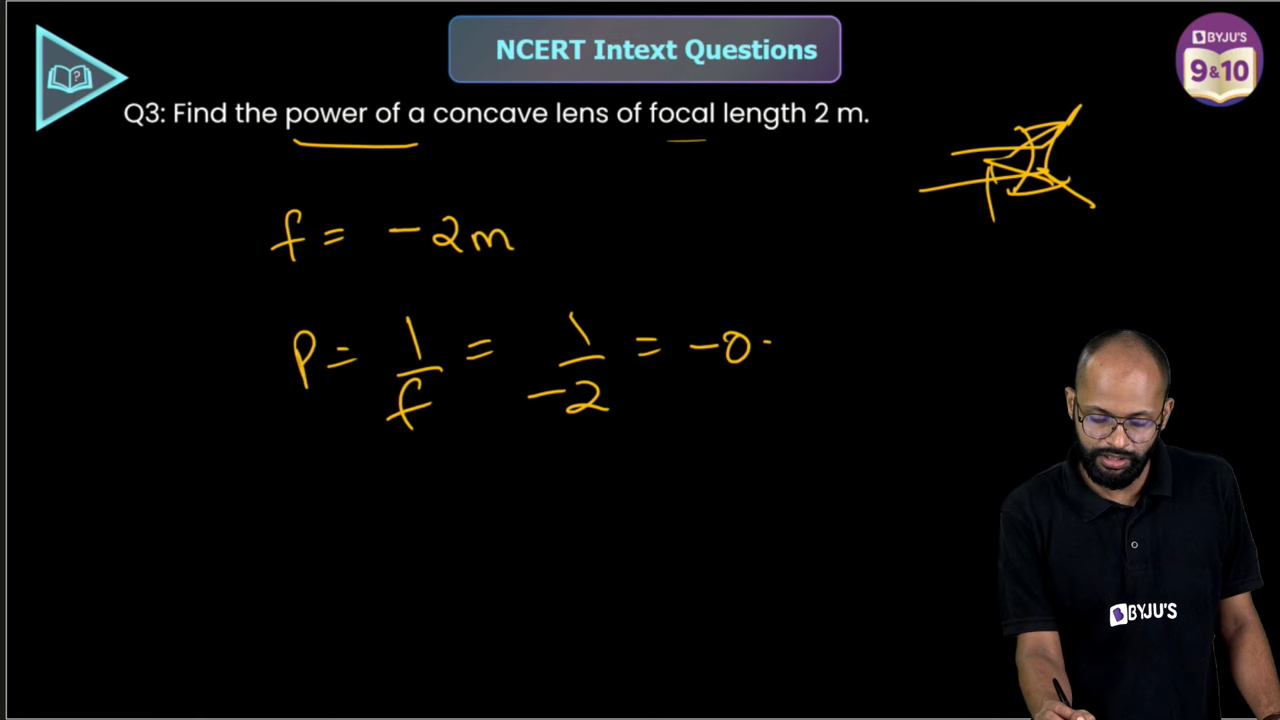 NCERT Intext Questions
BYJU'S
9&10
?
Q3: Find the power of a concave lens of focal length 2 m.
f = -2m
P = 1/f = 1/-2 = -0.
BYJU'S